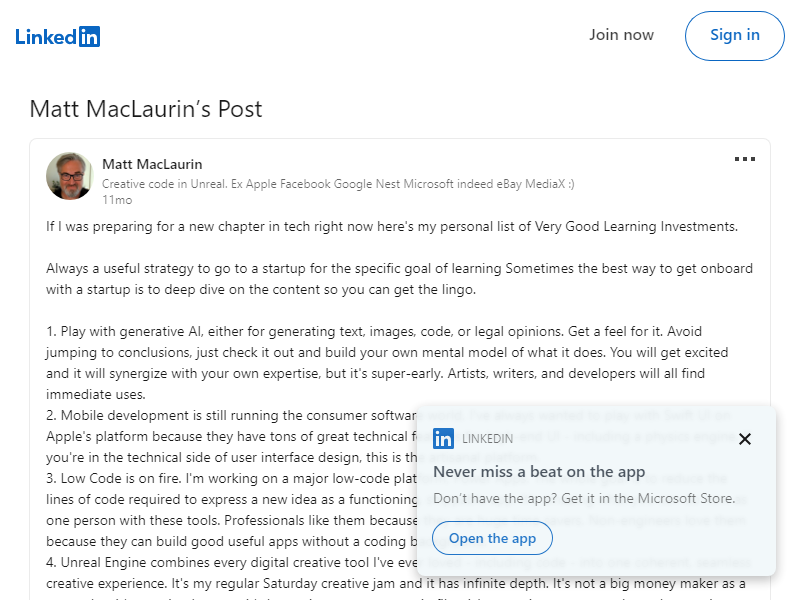 LinkedIn
Join now
Sign in
Matt MacLaurin's Post
Matt MacLaurin
Creative code in Unreal. Ex Apple Facebook Google Nest Microsoft indeed eBay MediaX :)
11mo
If I was preparing for a new chapter in tech right now here's my personal list of Very Good Learning Investments.
Always a useful strategy to go to a startup for the specific goal of learning Sometimes the best way to get onboard
with a startup is to deep dive on the content so you can get the lingo.
1. Play with generative AI, either for generating text, images, code, or legal opinions. Get a feel for it. Avoid
jumping to conclusions, just check it out and build your own mental model of what it does. You will get excited
and it will synergize with your own expertise, but it's super-early. Artists, writers, and developers will all find
immediate uses.
2. Mobile development is still running the consumer software
Apple's platform because they have tons of great technical
you're in the technical side of user interface design, this is
3. Low Code is on fire. I'm working on a major low-code
lines of code required to express a new idea as a functioning
one person with these tools. Professionals like them because
because they can build good useful apps without a coding
4. Unreal Engine combines every digital creative tool I've
creative experience. It's my regular Saturday creative jam and it has infinite depth. It's not a big money maker as a
LINKEDIN
Never miss a beat on the app
Don't have the app? Get it in the Microsoft Store.
Open the app